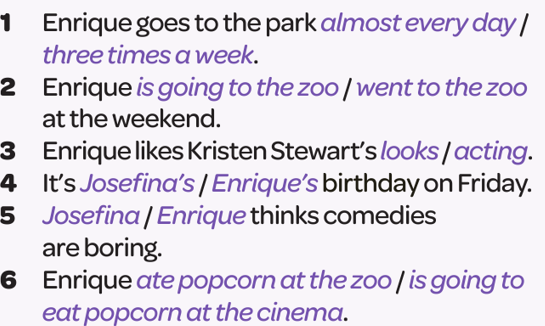 1 Enrique goes to the park almost every day /
three times a week.
2 Enrique is going to the zoo / went to the zoo
at the weekend.
3 Enrique likes Kristen Stewart's looks / acting.
4 It's Josefina's / Enrique's birthday on Friday.
5 Josefina / Enrique thinks comedies
are boring.
6 Enrique ate popcorn at the zoo / is going to
eat popcorn at the cinema.